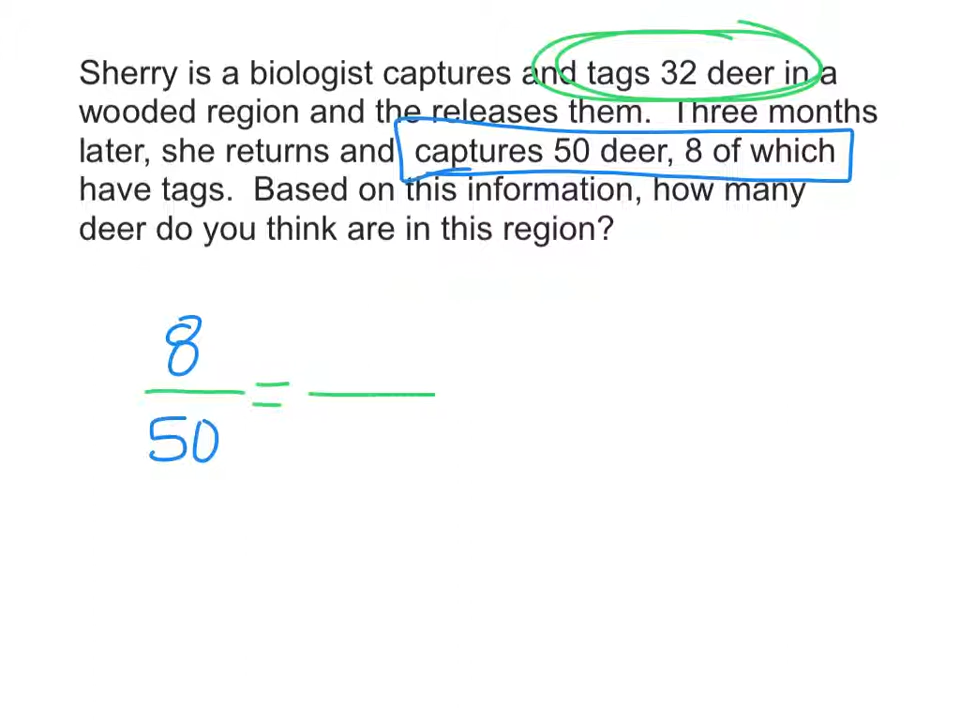 Sherry is a biologist captures and tags 32 deer in a
wooded region and the releases them. Three months
later, she returns and captures 50 deer, 8 of which
have tags. Based on this information, how many
deer do you think are in this region?
8
=
50